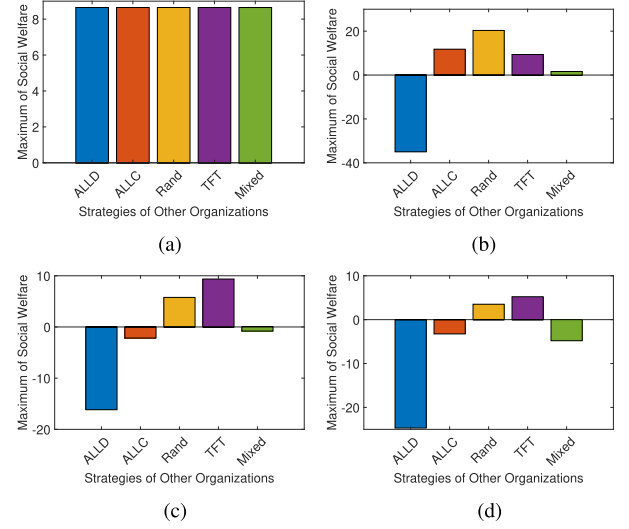 Maximum of Social Welfare
8
6
4
2
0
ALLD ALLC Rand TFT Mixed
Strategies of Other Organizations
(a)
Maximum of Social Welfare
20
0
-20
-40
ALLD ALLC Rand TFT Mixed
Strategies of Other Organizations
(b)
Maximum of Social Welfare
10
0
-10
-20
ALLD ALLC Rand TFT Mixed
Strategies of Other Organizations
(c)
Maximum of Social Welfare
10
0
-10
-20
ALLD ALLC Rand TFT Mixed
Strategies of Other Organizations
(d)